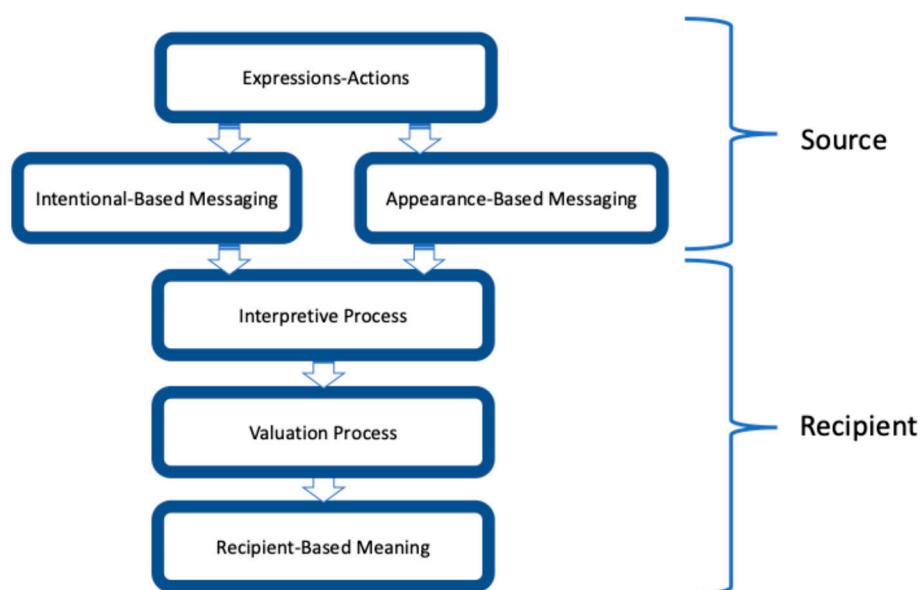 Expressions-Actions
Source
Intentional-Based Messaging
Appearance-Based Messaging
Interpretive Process
Valuation Process
Recipient
Recipient-Based Meaning